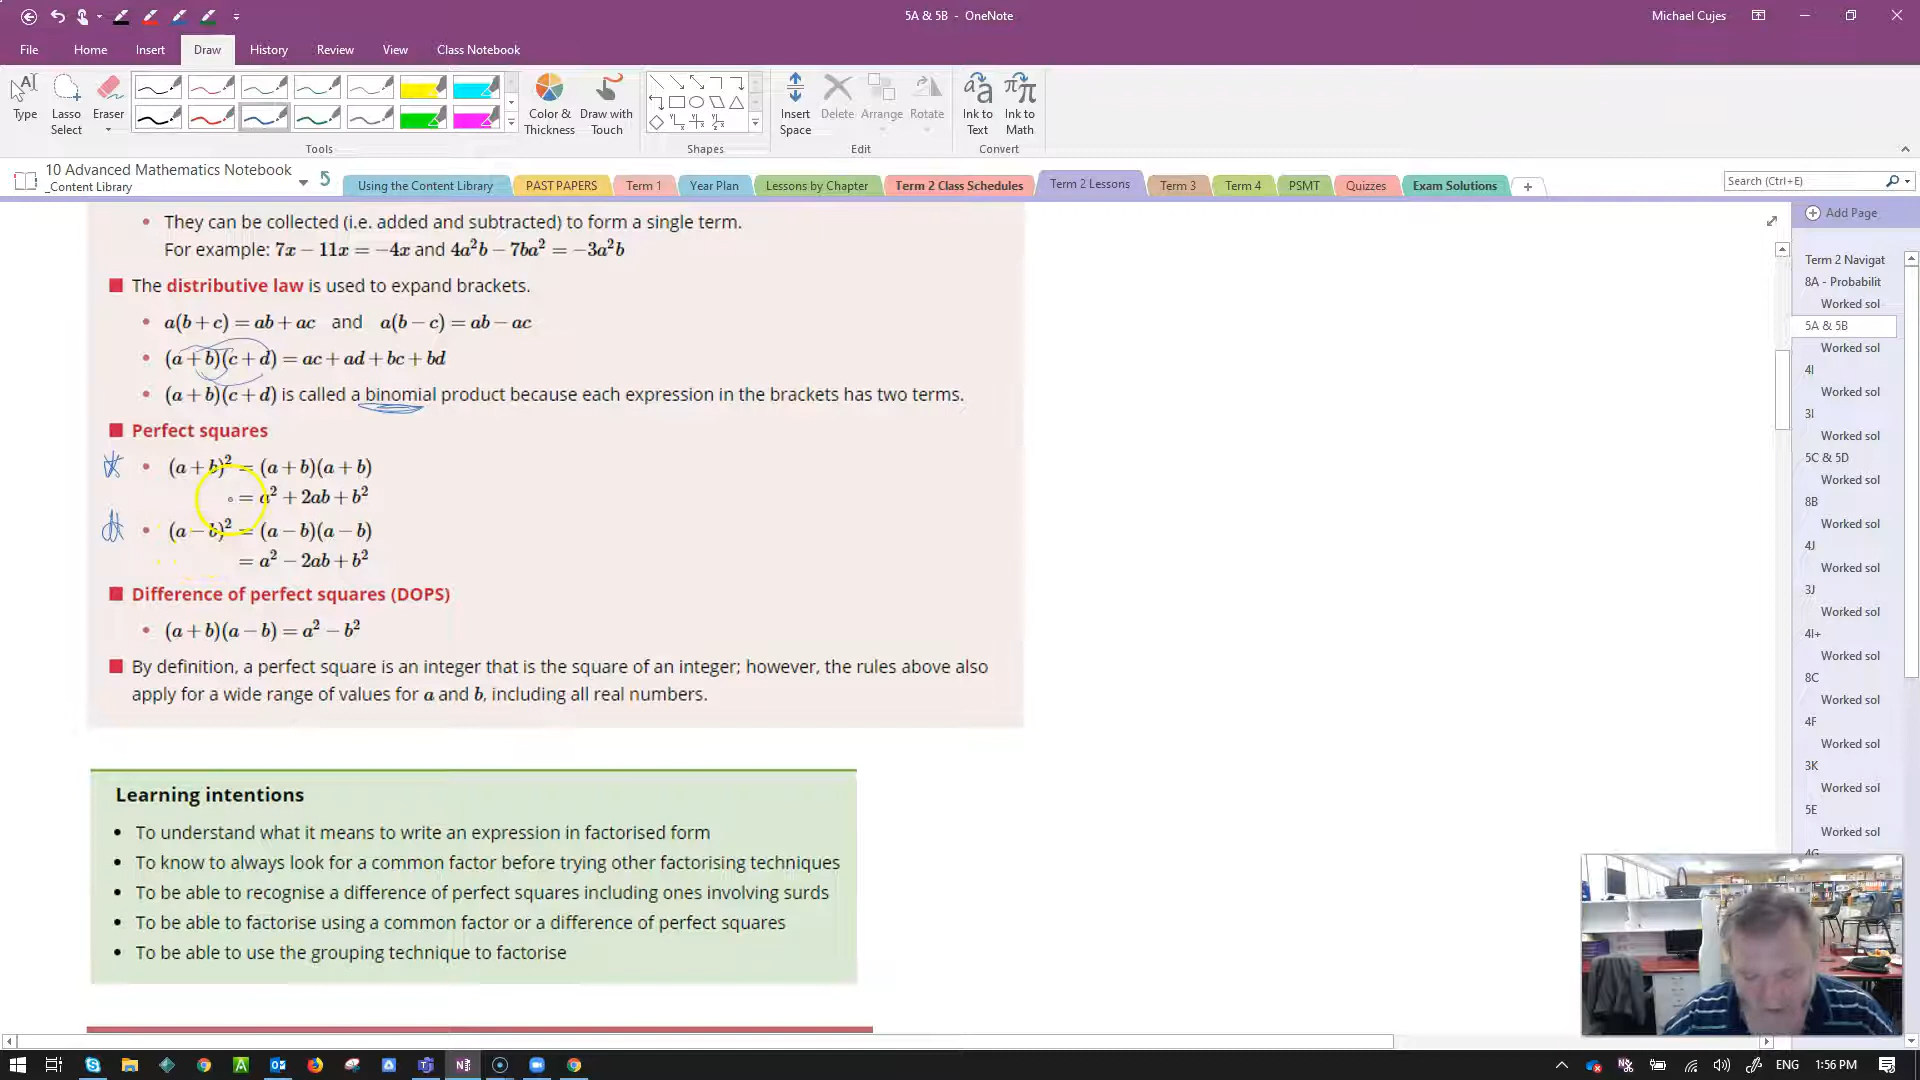 5A & 5B - OneNote
Michael Cujes
File Home Insert Draw History Review View Class Notebook
Type
Lasso Select
Eraser
Color & Thickness
Draw with Touch
Insert Space
Delete
Arrange
Rotate
Ink to Text
Ink to Math
Tools
Shapes
Edit
Convert
10 Advanced Mathematics Notebook
_Content Library
Using the Content Library
PAST PAPERS
Term 1
Year Plan
Lessons by Chapter
Term 2 Class Schedules
Term 2 Lessons
Term 3
Term 4
PSMT
Quizzes
Exam Solutions
Search (Ctrl+E)
• They can be collected (i.e. added and subtracted) to form a single term.
For example: 7x − 11x = −4x and 4a²b − 7ba² = −3a²b
The distributive law is used to expand brackets.
• a(b + c) = ab + ac and a(b − c) = ab − ac
• (a + b)(c + d) = ac + ad + bc + bd
• (a + b)(c + d) is called a binomial product because each expression in the brackets has two terms.
Perfect squares
• (a + b)² = (a + b)(a + b)
= a² + 2ab + b²
• (a − b)² = (a − b)(a − b)
= a² − 2ab + b²
Difference of perfect squares (DOPS)
• (a + b)(a − b) = a² − b²
By definition, a perfect square is an integer that is the square of an integer; however, the rules above also
apply for a wide range of values for a and b, including all real numbers.
Learning intentions
• To understand what it means to write an expression in factorised form
• To know to always look for a common factor before trying other factorising techniques
• To be able to recognise a difference of perfect squares including ones involving surds
• To be able to factorise using a common factor or a difference of perfect squares
• To be able to use the grouping technique to factorise
Add Page
Term 2 Navigat
8A - Probabilit
Worked sol
5A & 5B
Worked sol
4I
Worked sol
3I
Worked sol
5C & 5D
Worked sol
8B
Worked sol
4J
Worked sol
3J
Worked sol
4I+
Worked sol
8C
Worked sol
4F
Worked sol
3K
Worked sol
5E
Worked sol
ENG
1:56 PM